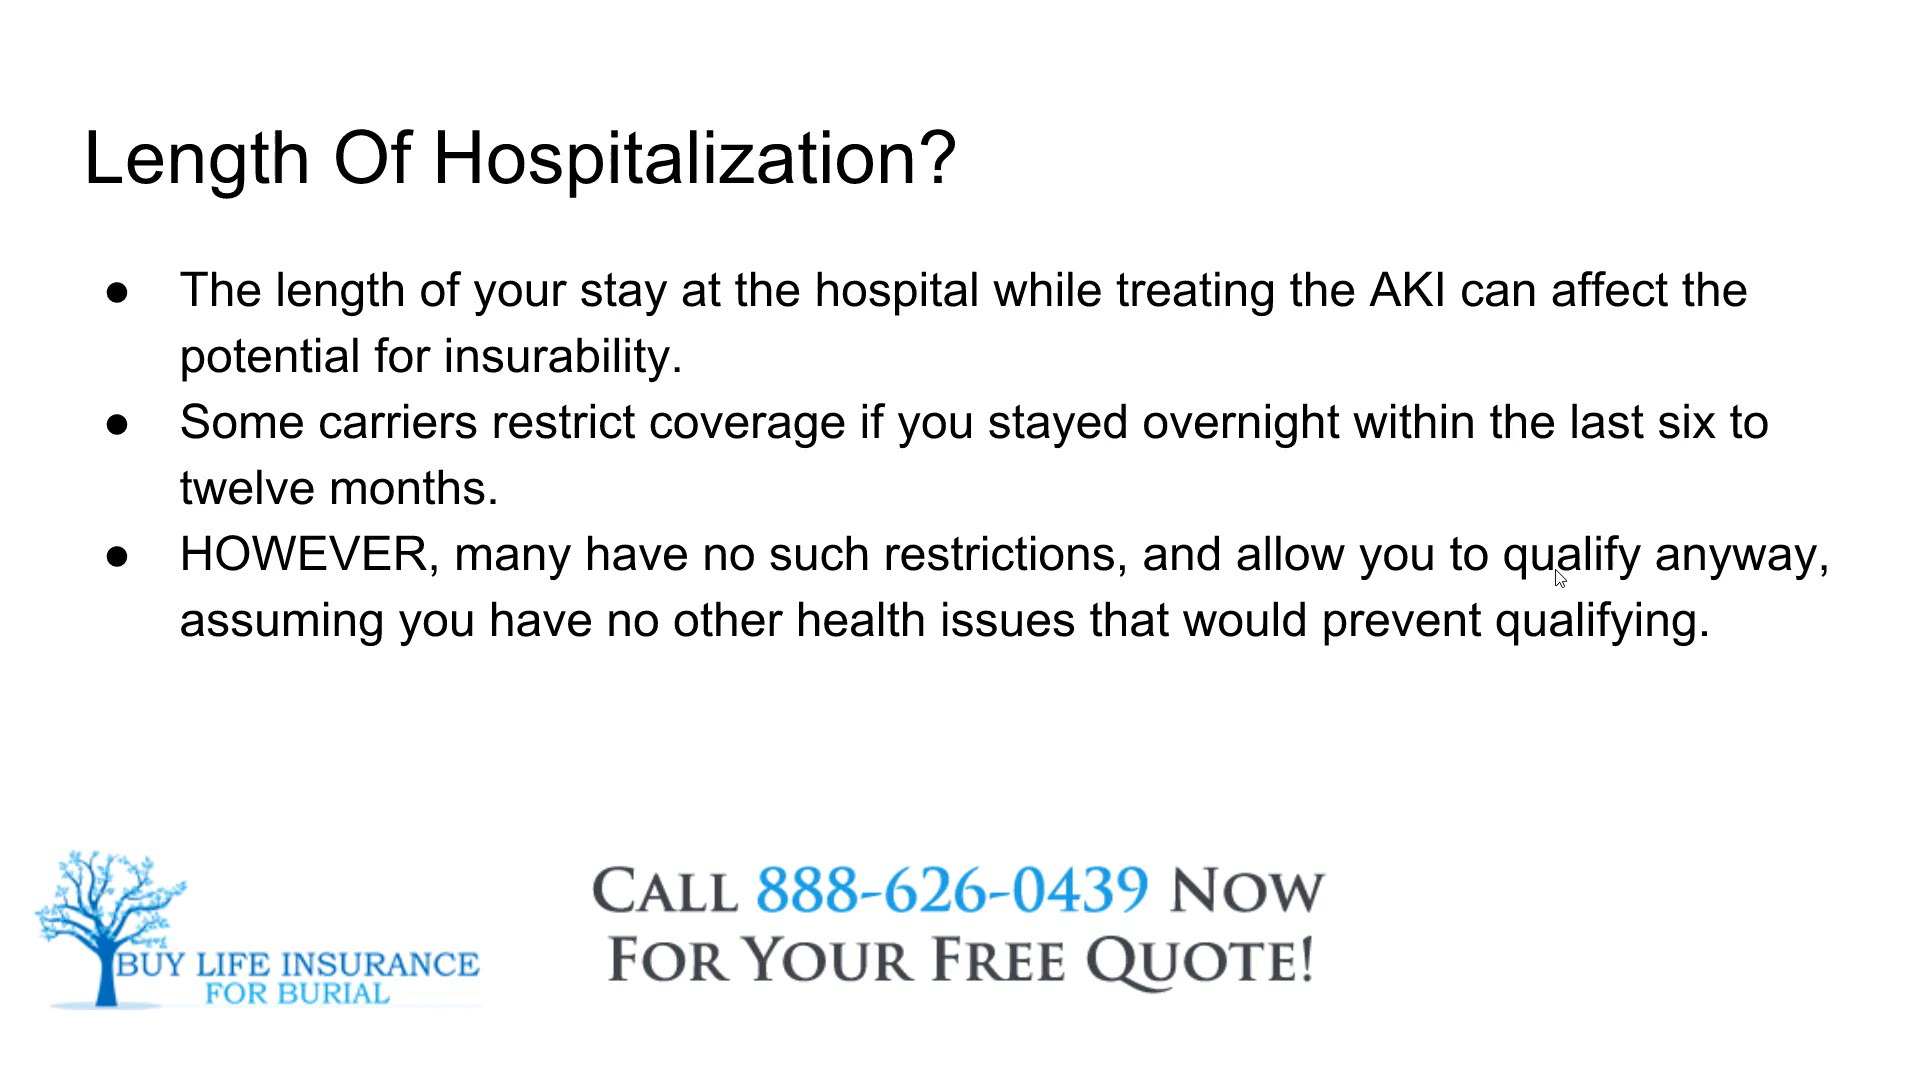 Length Of Hospitalization?
● The length of your stay at the hospital while treating the AKI can affect the
potential for insurability.
● Some carriers restrict coverage if you stayed overnight within the last six to
twelve months.
● HOWEVER, many have no such restrictions, and allow you to qualify anyway,
assuming you have no other health issues that would prevent qualifying.
CALL 888-626-0439 NOW
FOR YOUR FREE QUOTE!
BUY LIFE INSURANCE
FOR BURIAL